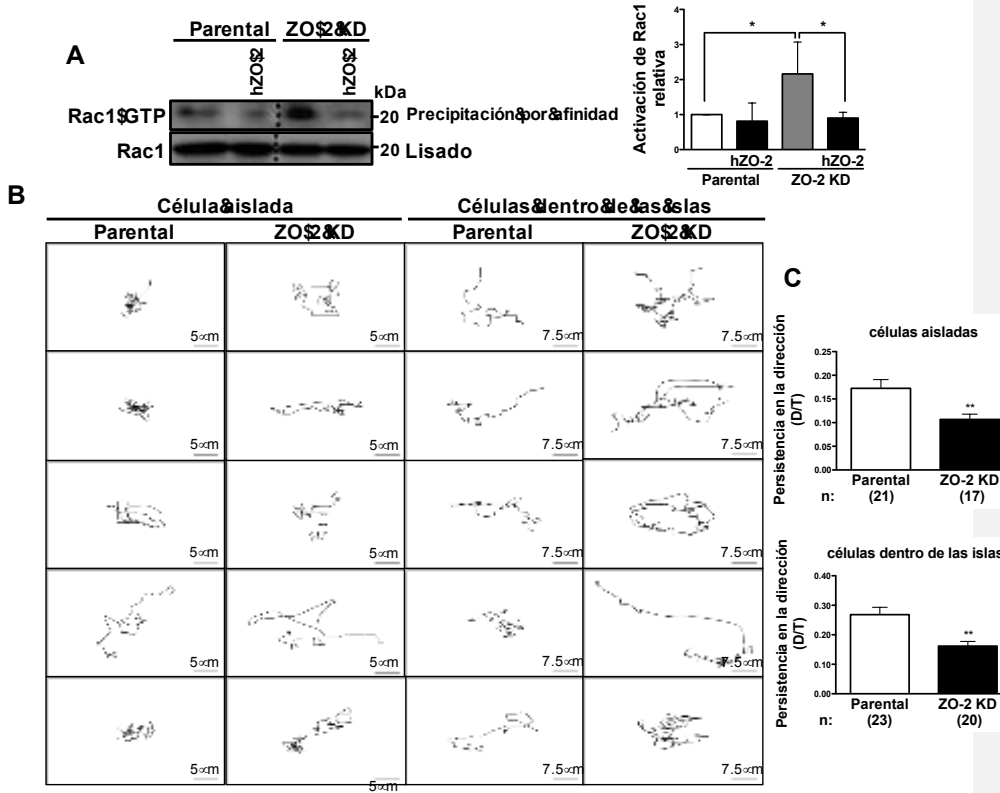 A
Parental ZO$2&KD
hZO$2 hZO$2
kDa
Rac1$GTP -20 Precipitación&por&afinidad
Rac1 -20 Lisado
Activación de Rac1
relativa
4
3
2
1
0
* *
hZO-2 hZO-2
Parental ZO-2 KD
B
Célula&aislada Células&dentro&de&las&islas
Parental ZO$2&KD Parental ZO$2&KD
5∝m 5∝m 7.5∝m 7.5∝m
5∝m 5∝m 7.5∝m 7.5∝m
5∝m 5∝m 7.5∝m 7.5∝m
5∝m 5∝m 7.5∝m 7.5∝m
5∝m 5∝m 7.5∝m 7.5∝m
C
células aisladas
Persistencia en la dirección
(D/T)
0.25
0.20
0.15
0.10
0.05
0.00
**
Parental ZO-2 KD
n: (21) (17)
células dentro de las islas
Persistencia en la dirección
(D/T)
0.40
0.30
0.20
0.10
0.00
**
Parental ZO-2 KD
n: (23) (20)